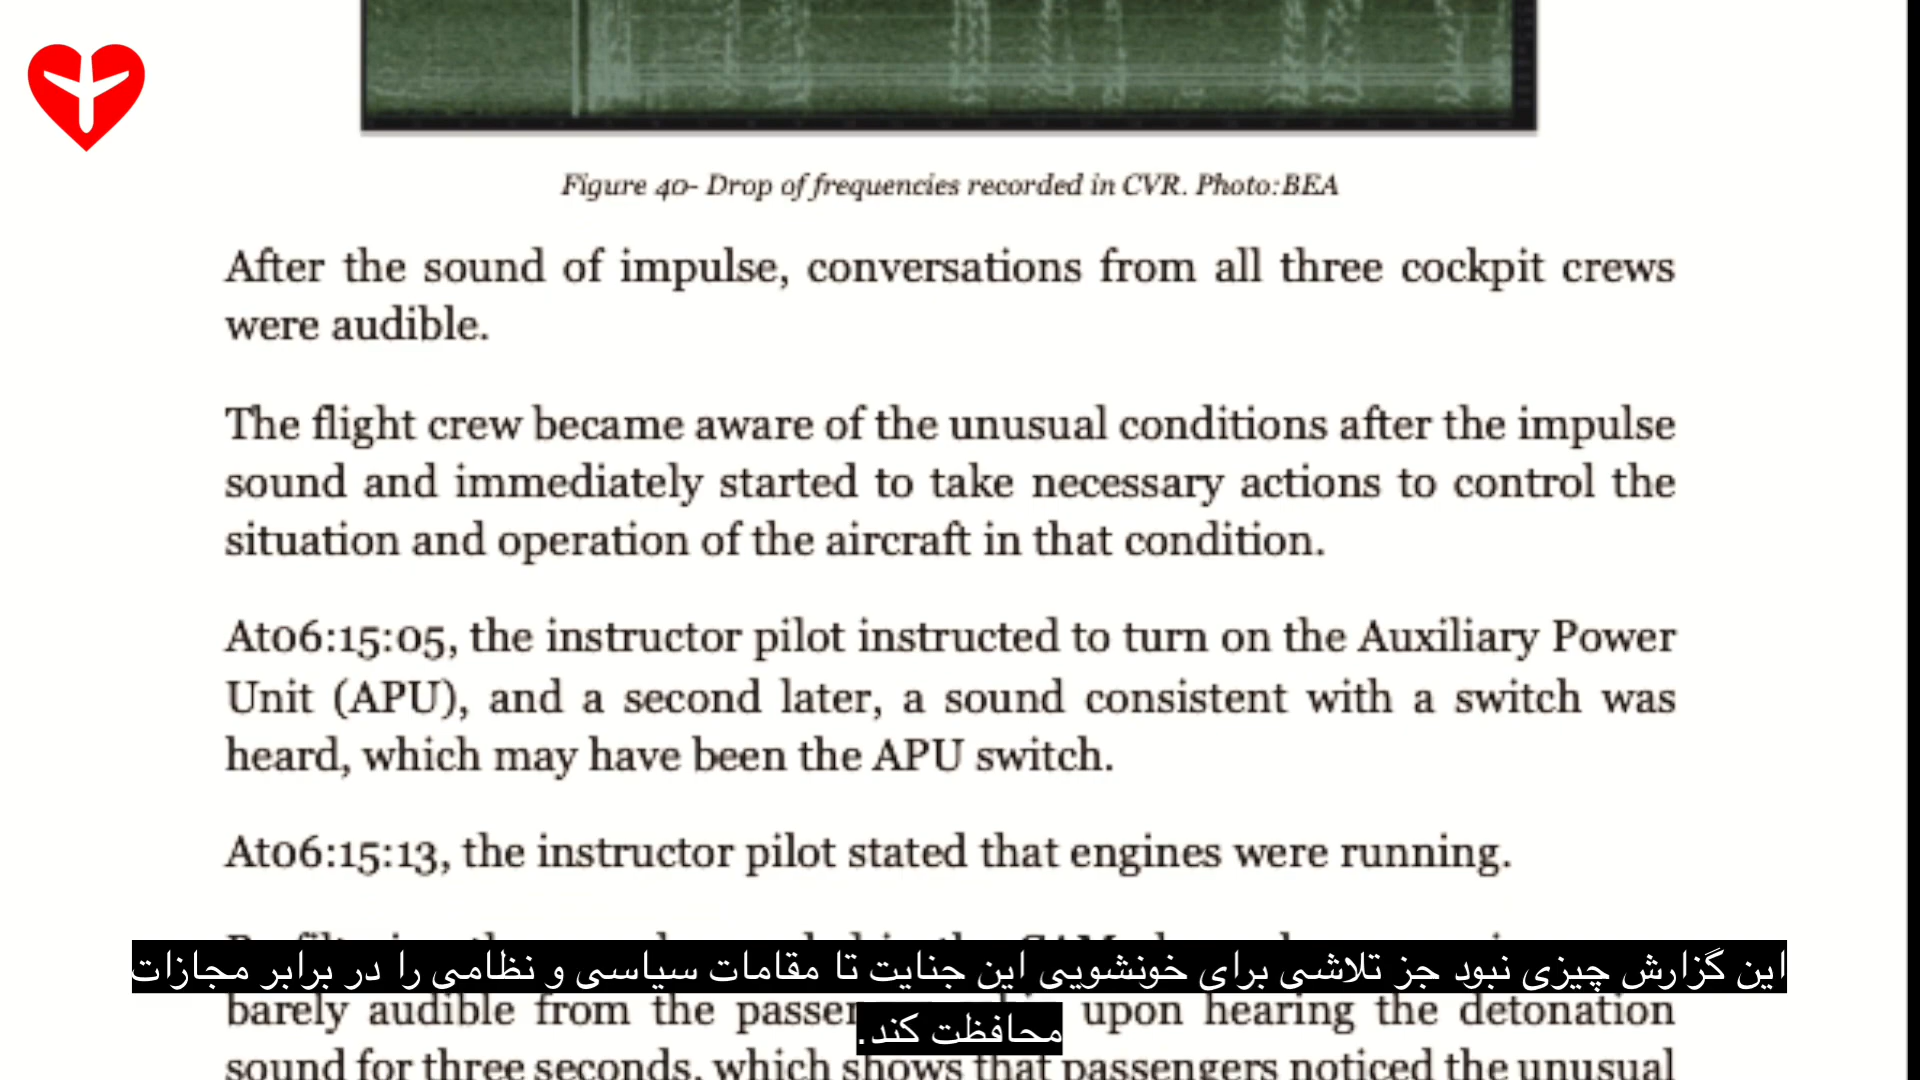 Figure 40- Drop of frequencies recorded in CVR. Photo:BEA
After the sound of impulse, conversations from all three cockpit crews
were audible.
The flight crew became aware of the unusual conditions after the impulse
sound and immediately started to take necessary actions to control the
situation and operation of the aircraft in that condition.
At06:15:05, the instructor pilot instructed to turn on the Auxiliary Power
Unit (APU), and a second later, a sound consistent with a switch was
heard, which may have been the APU switch.
At06:15:13, the instructor pilot stated that engines were running.
این گزارش چیزی نبود جز تلاشی برای خونشویی این جنایت تا مقامات سیاسی و نظامی را در برابر مجازات
محافظت کند.
barely audible from the upon hearing the detonation
sound for three seconds, which shows that passengers noticed the unusual